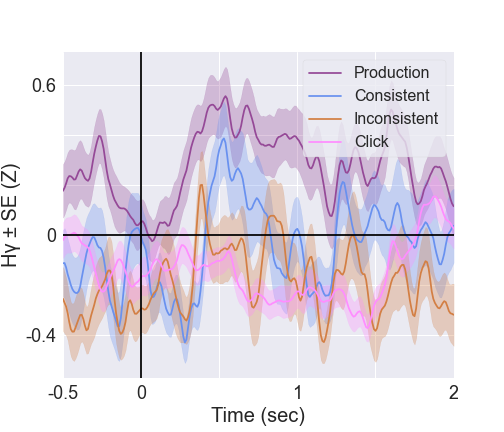 Production
Consistent
Inconsistent
Click
0.6
0
-0.4
Hγ ± SE (Z)
-0.5 0 1 2
Time (sec)